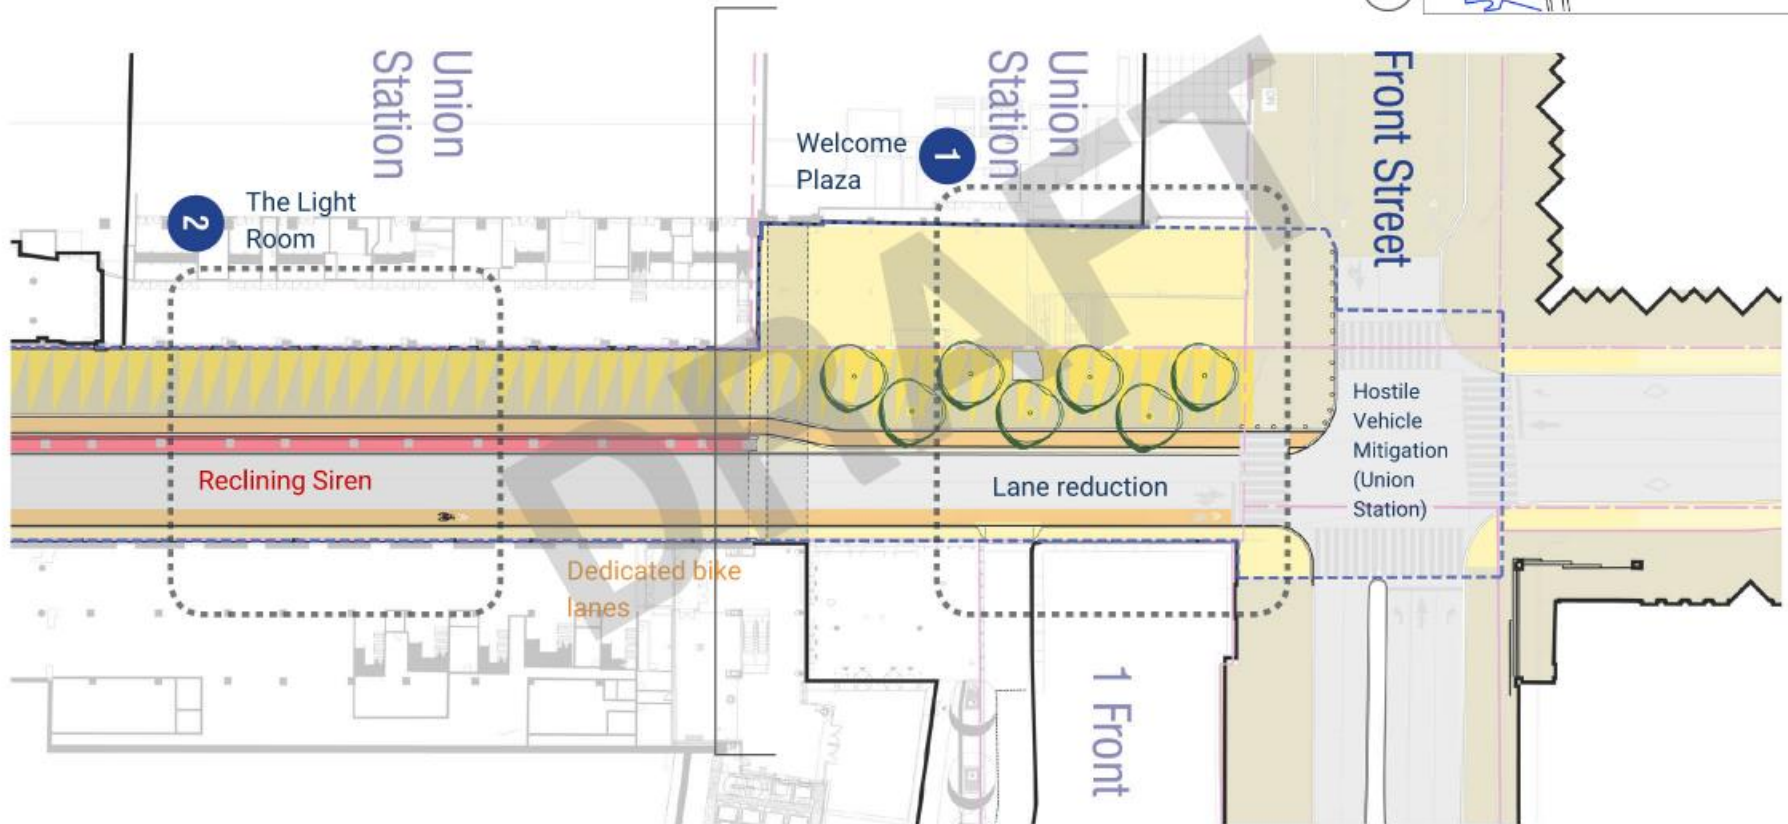 Union
Station
Union
Station
Front Street
Welcome
Plaza
1
2
The Light
Room
DRAFT
Hostile
Vehicle
Mitigation
(Union
Station)
Reclining Siren
Lane reduction
Dedicated bike
lanes
1 Front